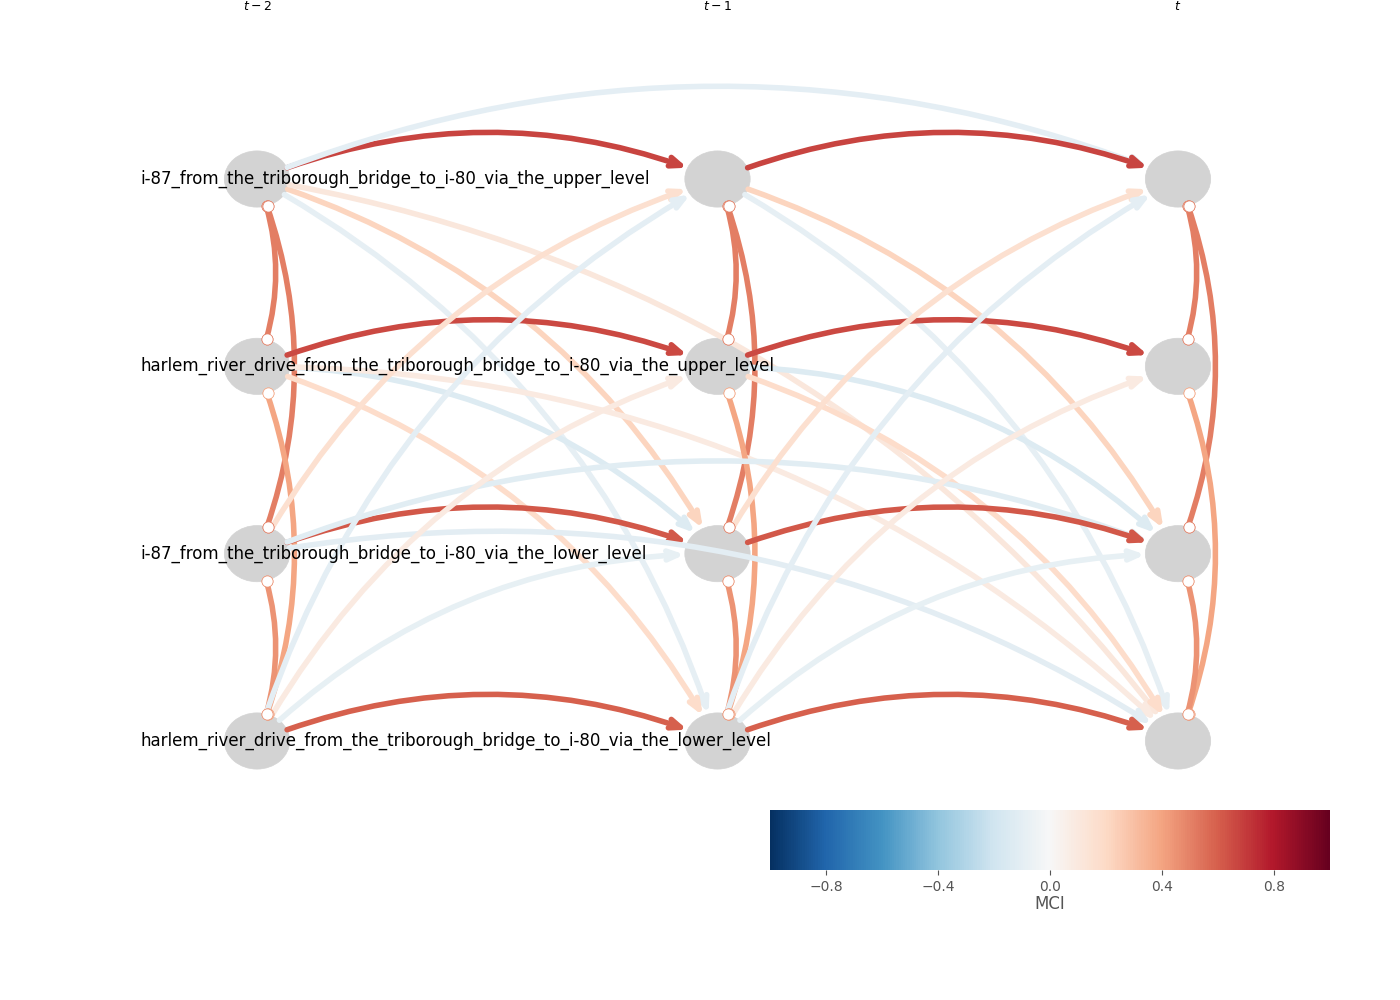 t − 2 t − 1 t
i-87_from_the_triborough_bridge_to_i-80_via_the_upper_level
harlem_river_drive_from_the_triborough_bridge_to_i-80_via_the_upper_level
i-87_from_the_triborough_bridge_to_i-80_via_the_lower_level
harlem_river_drive_from_the_triborough_bridge_to_i-80_via_the_lower_level
−0.8 −0.4 0.0 0.4 0.8
MCI